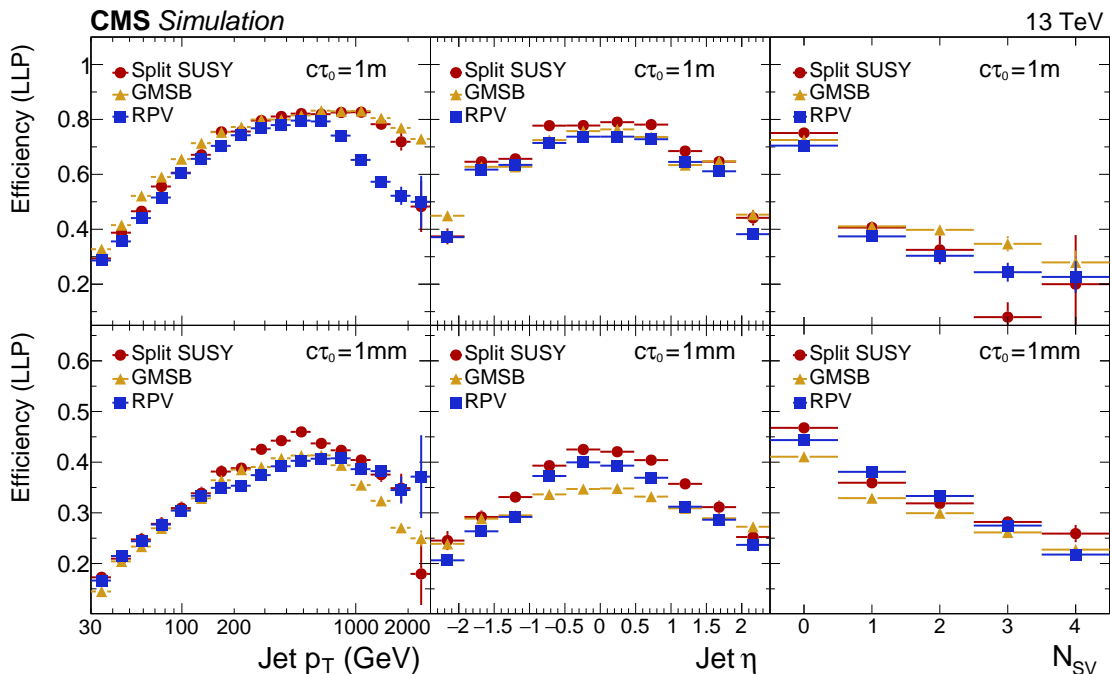 CMS Simulation 13 TeV
Efficiency (LLP)
1
0.8
0.6
0.4
0.2
Split SUSY
GMSB
RPV
cτ₀=1m
Split SUSY
GMSB
RPV
cτ₀=1m
Split SUSY
GMSB
RPV
cτ₀=1m
Efficiency (LLP)
0.6
0.5
0.4
0.3
0.2
Split SUSY
GMSB
RPV
cτ₀=1mm
Split SUSY
GMSB
RPV
cτ₀=1mm
Split SUSY
GMSB
RPV
cτ₀=1mm
30 100 200 1000 2000
Jet p_T (GeV)
−2 −1.5 −1 −0.5 0 0.5 1 1.5 2
Jet η
0 1 2 3 4
N_SV